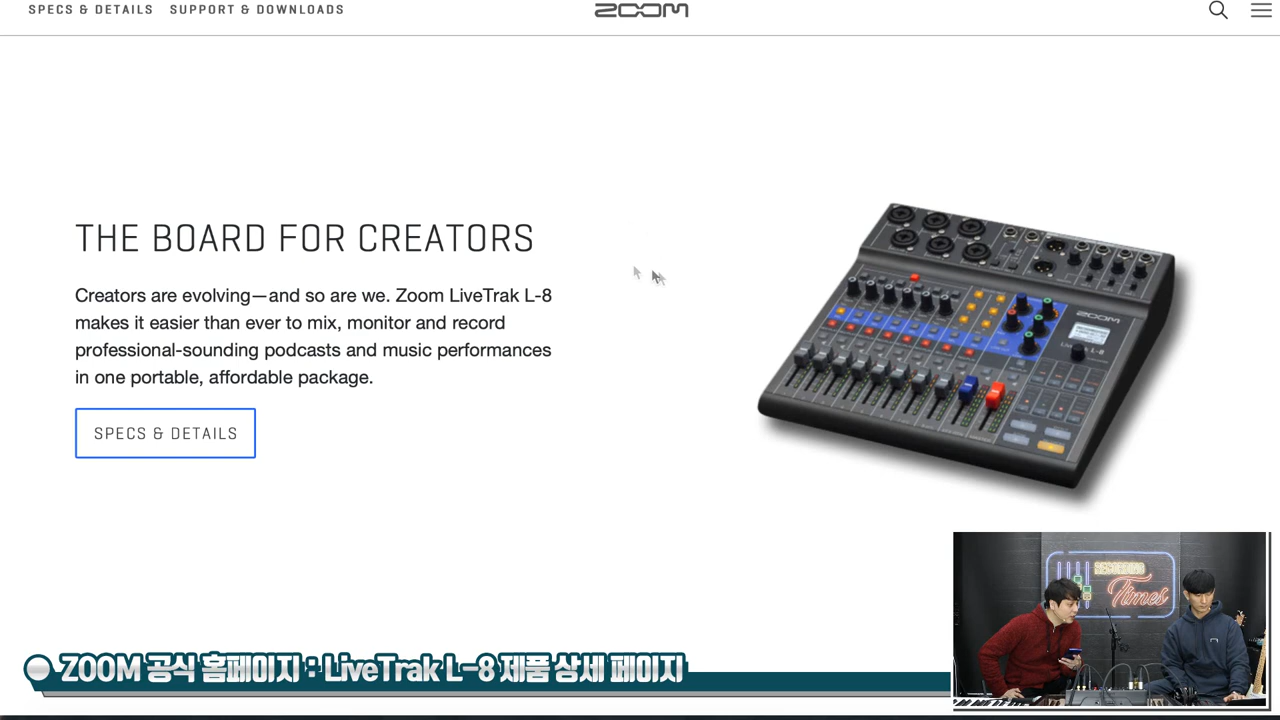 SPECS & DETAILS SUPPORT & DOWNLOADS
ZOOM
THE BOARD FOR CREATORS
Creators are evolving—and so are we. Zoom LiveTrak L-8
makes it easier than ever to mix, monitor and record
professional-sounding podcasts and music performances
in one portable, affordable package.
SPECS & DETAILS
ZOOM
L-8
Times
ZOOM 공식 홈페이지 : LiveTrak L-8 제품 상세 페이지